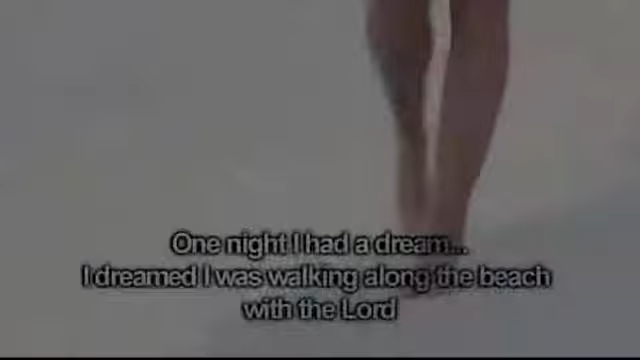 One night I had a dream...
I dreamed I was walking along the beach
with the Lord